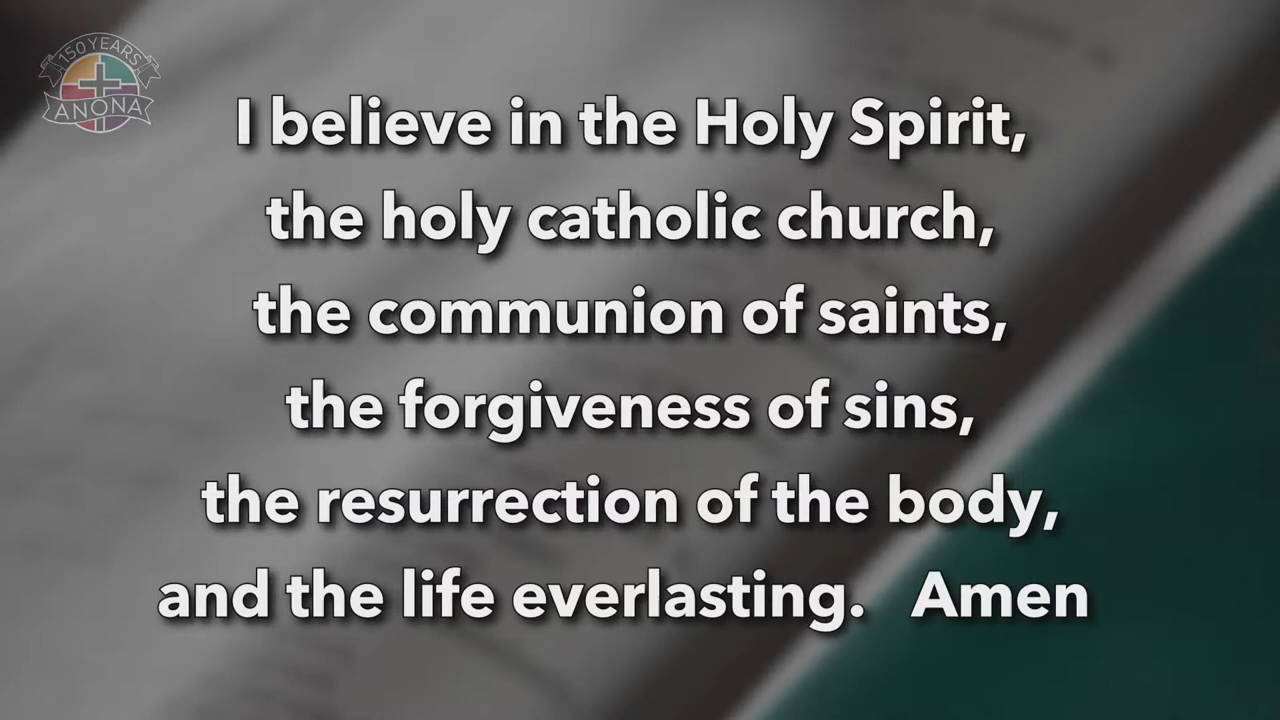 150 YEARS
ANONA
I believe in the Holy Spirit,
the holy catholic church,
the communion of saints,
the forgiveness of sins,
the resurrection of the body,
and the life everlasting. Amen